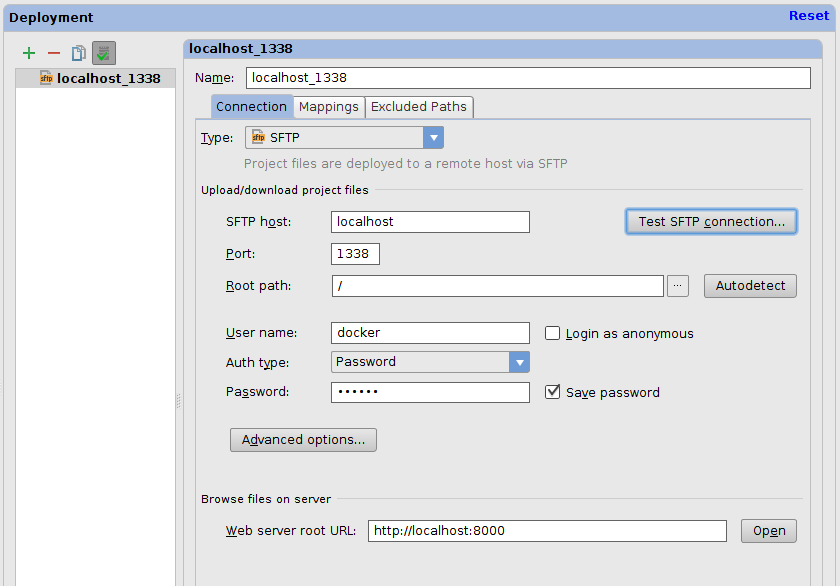 Deployment
Reset
localhost_1338
sftp localhost_1338
Name: localhost_1338
Connection Mappings Excluded Paths
Type: sftp SFTP
Project files are deployed to a remote host via SFTP
Upload/download project files
SFTP host: localhost Test SFTP connection...
Port: 1338
Root path: / ... Autodetect
User name: docker Login as anonymous
Auth type: Password
Password: •••••• Save password
Advanced options...
Browse files on server
Web server root URL: http://localhost:8000 Open